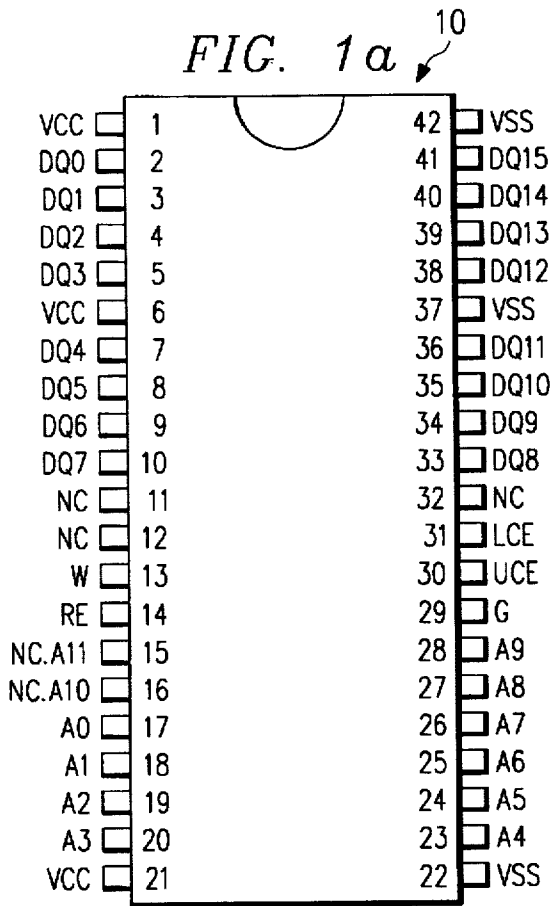 FIG. 1a
10
VCC 1 42 VSS
DQ0 2 41 DQ15
DQ1 3 40 DQ14
DQ2 4 39 DQ13
DQ3 5 38 DQ12
VCC 6 37 VSS
DQ4 7 36 DQ11
DQ5 8 35 DQ10
DQ6 9 34 DQ9
DQ7 10 33 DQ8
NC 11 32 NC
NC 12 31 LCE
W 13 30 UCE
RE 14 29 G
NC.A11 15 28 A9
NC.A10 16 27 A8
A0 17 26 A7
A1 18 25 A6
A2 19 24 A5
A3 20 23 A4
VCC 21 22 VSS